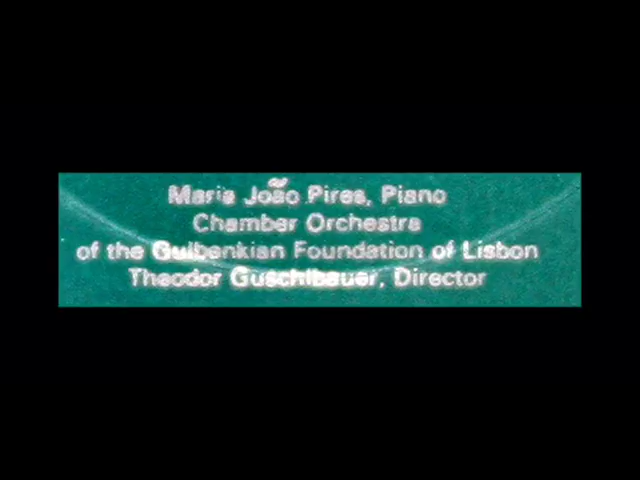 Maria João Pires, Piano
Chamber Orchestra
of the Gulbenkian Foundation of Lisbon
Theodor Guschlbauer, Director